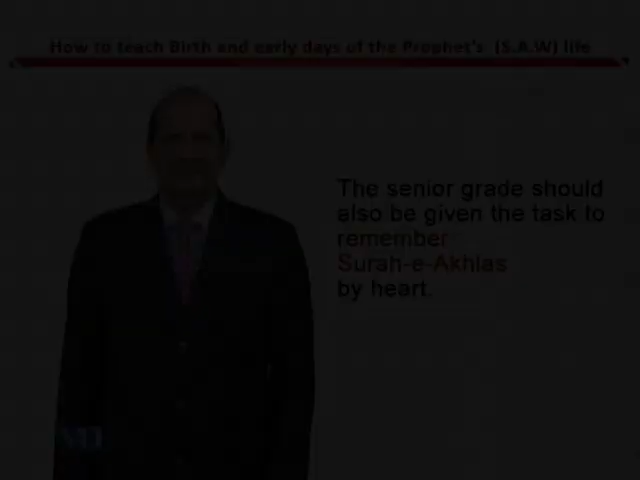 How to teach Birth and early days of the Prophet's (S.A.W) life
The senior grade should
also be given the task to
remember
Surah-e-Akhlas
by heart.